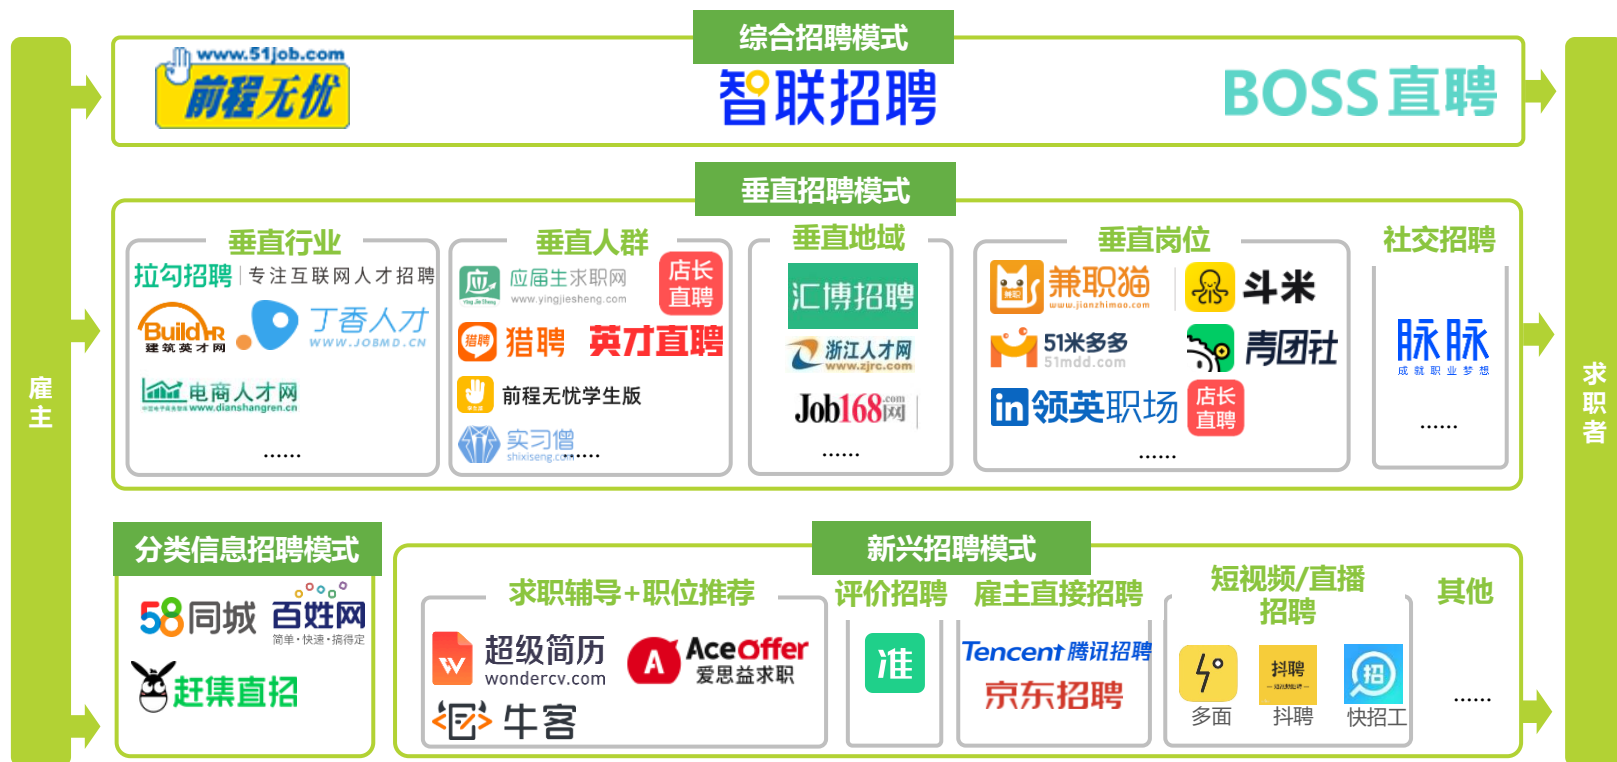 综合招聘模式
www.51job.com
前程无忧
智联招聘
BOSS直聘
雇主
求职者
垂直招聘模式
垂直行业
拉勾招聘 专注互联网人才招聘
BuildHR
建筑英才网
丁香人才
WWW.JOBMD.CN
电商人才网
www.dianshangren.cn
......
垂直人群
应
Ying Jie Sheng
应届生求职网
www.yingjiesheng.com
店长
直聘
猎聘
猎聘
英才直聘
学生版
前程无忧学生版
实习僧
shixiseng.com
......
垂直地域
汇博招聘
浙江人才网
www.zjrc.com
Job168.com网
......
垂直岗位
兼职
兼职猫
www.jianzhimao.com
斗米
51米多多
51mdd.com
青团社
in
领英职场
店长
直聘
......
社交招聘
脉脉
成就职业梦想
......
分类信息招聘模式
58同城
百姓网
简单·快速·搞得定
赶集直招
新兴招聘模式
求职辅导+职位推荐
超级简历
wondercv.com
AceOffer
爱思益求职
牛客
评价招聘
准
雇主直接招聘
Tencent 腾讯招聘
京东招聘
短视频/直播
招聘
多面
抖聘
抖聘
招
快招工
其他
......